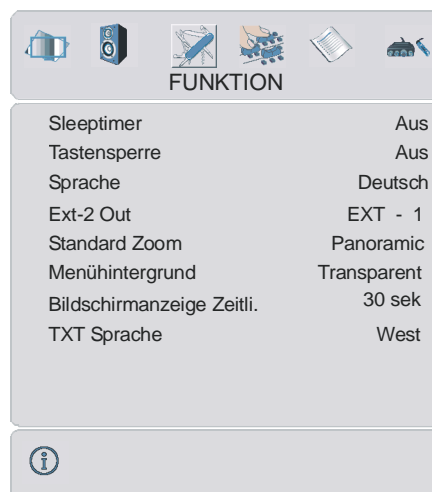 FUNKTION
Sleeptimer Aus
Tastensperre Aus
Sprache Deutsch
Ext-2 Out EXT - 1
Standard Zoom Panoramic
Menühintergrund Transparent
Bildschirmanzeige Zeitli. 30 sek
TXT Sprache West